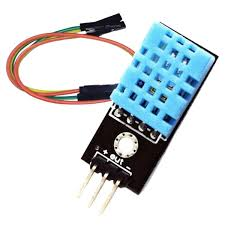 + out -